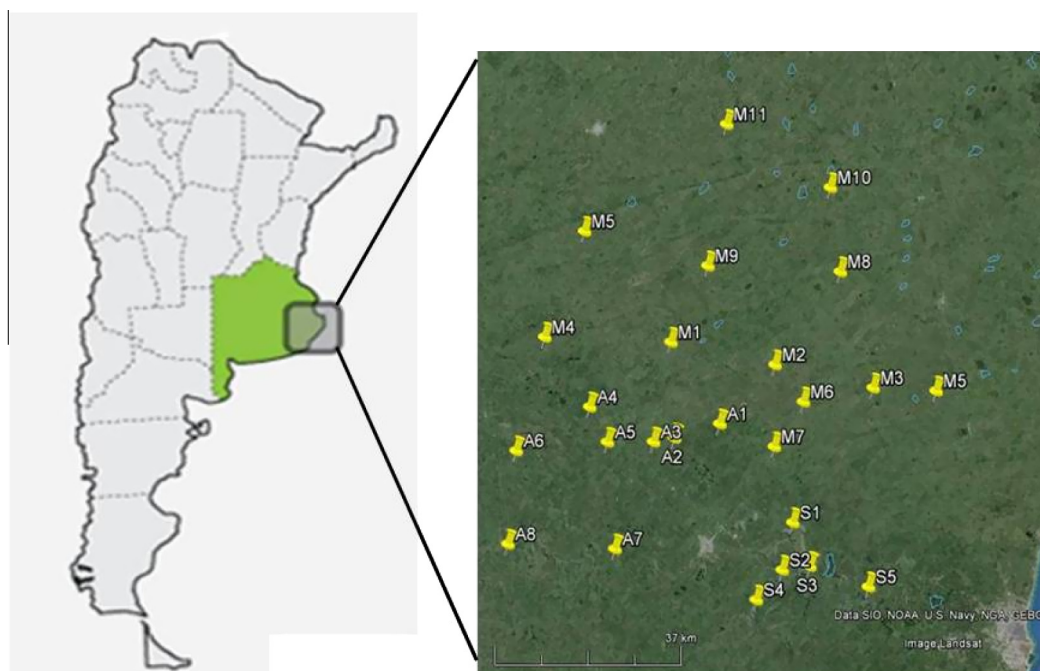 M11
M10
M5
M9
M8
M4
M1
M2
M3
M5
M6
A4
A1
A5
A3
A2
M7
A6
S1
A8
A7
S2
S3
S5
S4
Data SIO, NOAA, U.S. Navy, NGA, GEBC
37 km
Image Landsat